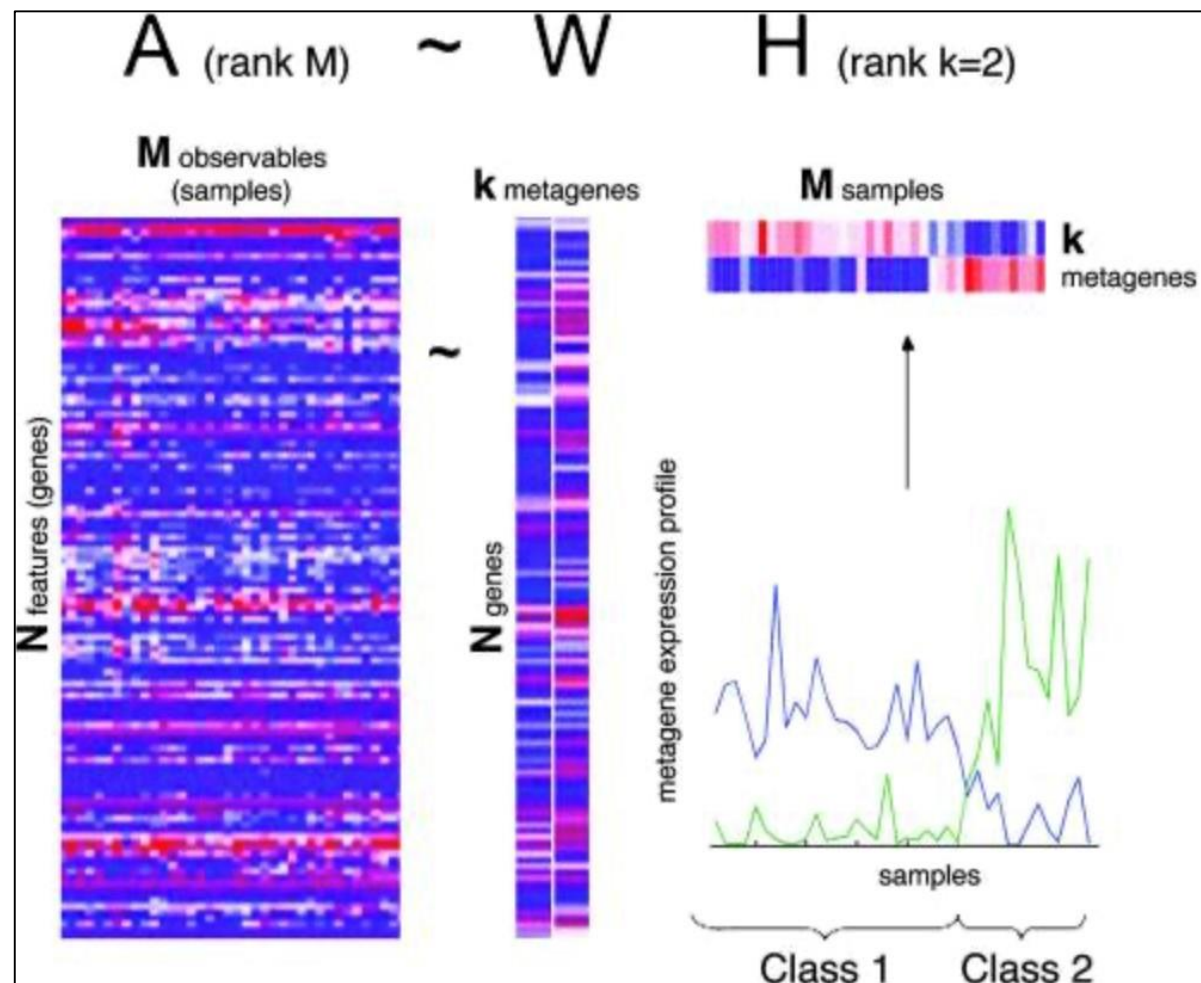 A (rank M) ~ W H (rank k=2)
M observables
(samples)
k metagenes
M samples
k
metagenes
~
N features (genes)
N genes
metagene expression profile
samples
Class 1 Class 2